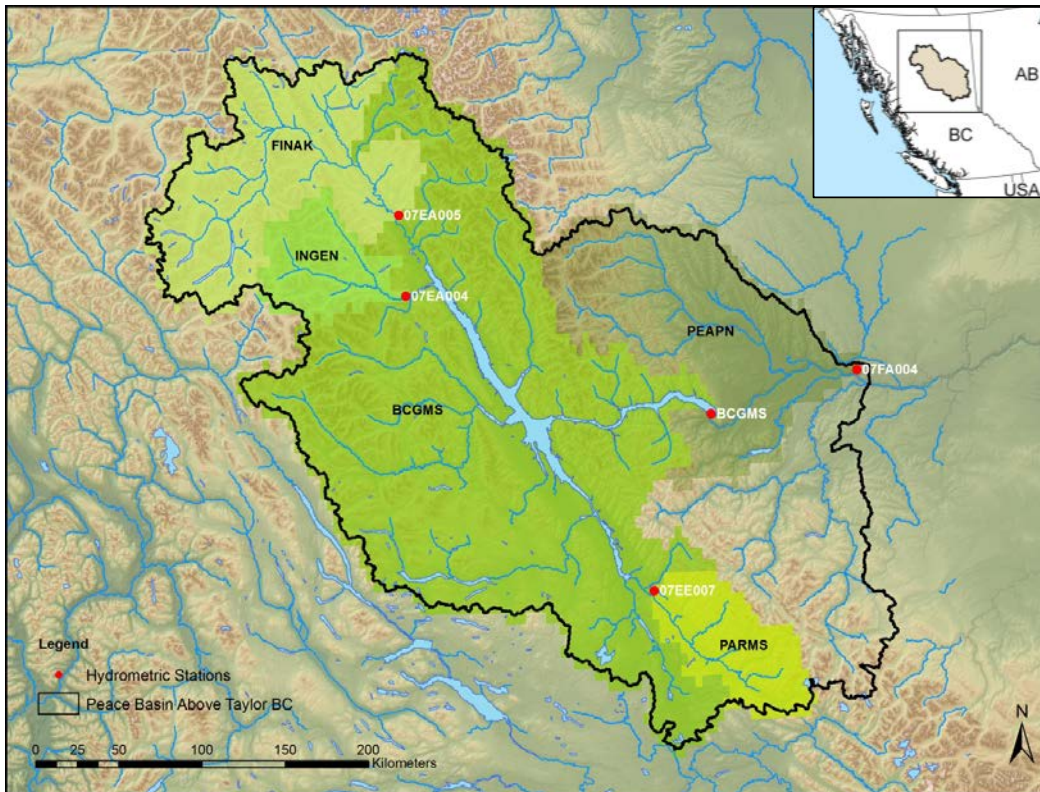 AB
BC
USA
FINAK
07EA005
INGEN
07EA004
PEAPN
07FA004
BCGMS
BCGMS
07EE007
PARMS
Legend
Hydrometric Stations
Peace Basin Above Taylor BC
0 25 50 100 150 200
Kilometers
N